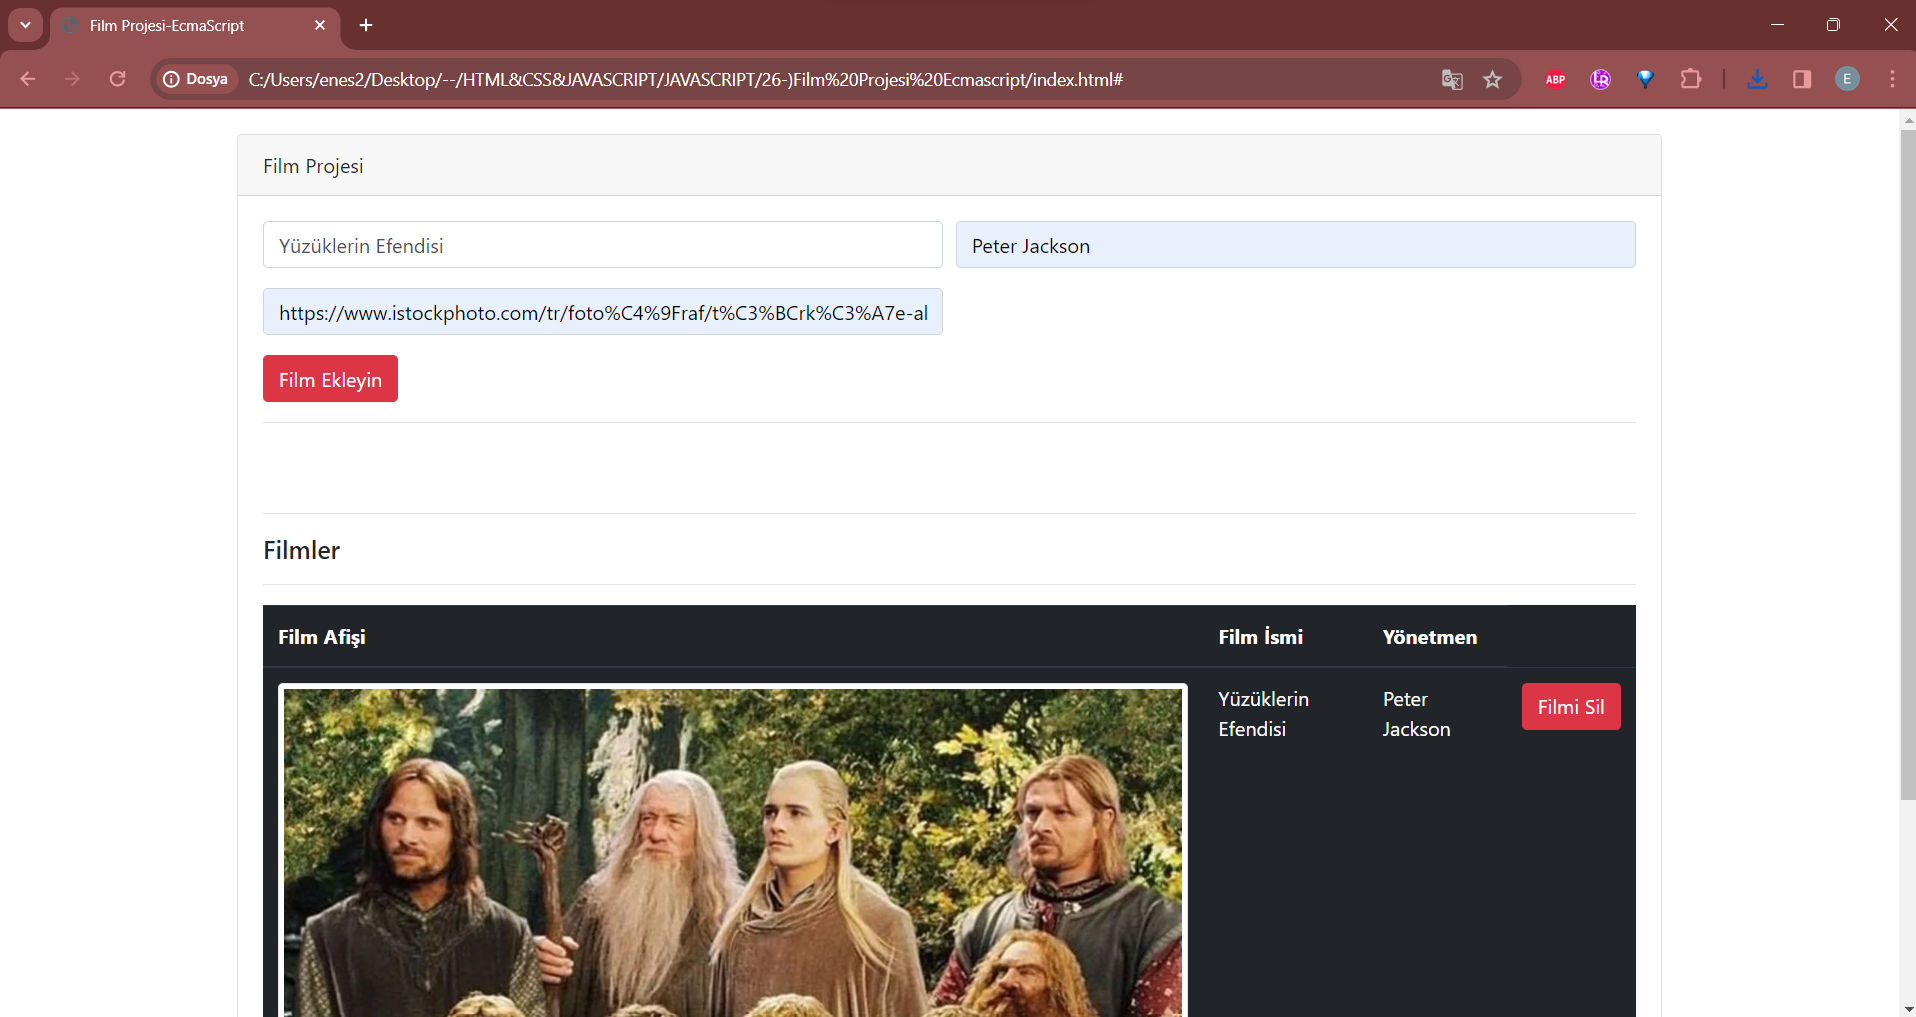 Film Projesi-EcmaScript
Dosya C:/Users/enes2/Desktop/--/HTML&CSS&JAVASCRIPT/JAVASCRIPT/26-)Film%20Projesi%20Ecmascript/index.html#
ABP
LR
E
Film Projesi
Yüzüklerin Efendisi
Peter Jackson
https://www.istockphoto.com/tr/foto%C4%9Fraf/t%C3%BCrk%C3%A7e-al
Film Ekleyin
Filmler
Film Afişi Film İsmi Yönetmen
Yüzüklerin
Efendisi
Peter
Jackson
Filmi Sil